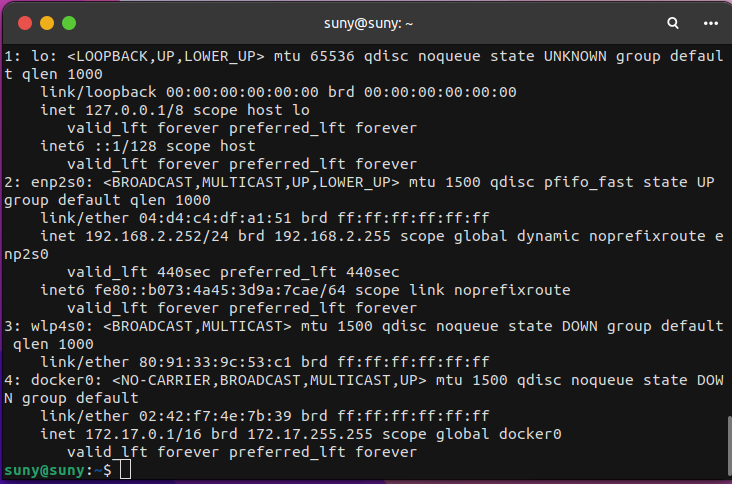 suny@suny: ~
1: lo: <LOOPBACK,UP,LOWER_UP> mtu 65536 qdisc noqueue state UNKNOWN group defaul
t qlen 1000
    link/loopback 00:00:00:00:00:00 brd 00:00:00:00:00:00
    inet 127.0.0.1/8 scope host lo
       valid_lft forever preferred_lft forever
    inet6 ::1/128 scope host
       valid_lft forever preferred_lft forever
2: enp2s0: <BROADCAST,MULTICAST,UP,LOWER_UP> mtu 1500 qdisc pfifo_fast state UP
group default qlen 1000
    link/ether 04:d4:c4:df:a1:51 brd ff:ff:ff:ff:ff:ff
    inet 192.168.2.252/24 brd 192.168.2.255 scope global dynamic noprefixroute e
np2s0
       valid_lft 440sec preferred_lft 440sec
    inet6 fe80::b073:4a45:3d9a:7cae/64 scope link noprefixroute
       valid_lft forever preferred_lft forever
3: wlp4s0: <BROADCAST,MULTICAST> mtu 1500 qdisc noqueue state DOWN group default
 qlen 1000
    link/ether 80:91:33:9c:53:c1 brd ff:ff:ff:ff:ff:ff
4: docker0: <NO-CARRIER,BROADCAST,MULTICAST,UP> mtu 1500 qdisc noqueue state DOW
N group default
    link/ether 02:42:f7:4e:7b:39 brd ff:ff:ff:ff:ff:ff
    inet 172.17.0.1/16 brd 172.17.255.255 scope global docker0
       valid_lft forever preferred_lft forever
suny@suny:~$